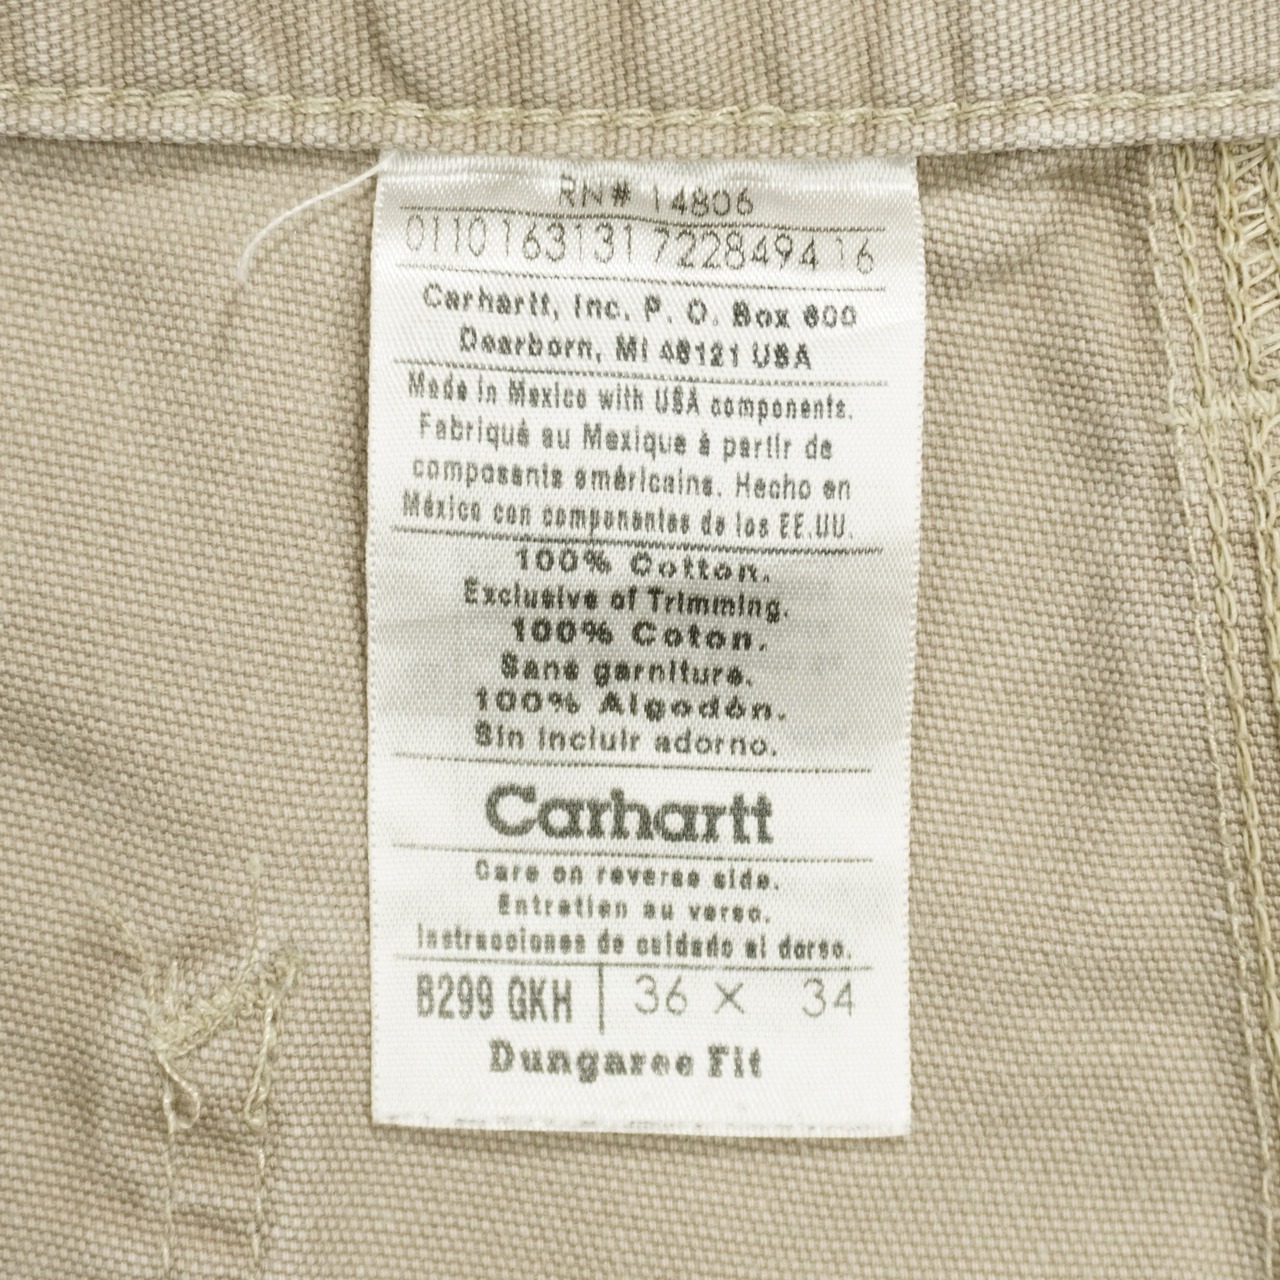 RN# 14806
0110163131 7228494 16
Carhartt, Inc. P. O. Box 600
Dearborn, MI 48121 USA
Made in Mexico with USA components.
Fabriqué au Mexique à partir de
composants américains. Hecho en
México con componantes de los EE.UU.
100% Cotton.
Exclusive of Trimming.
100% Coton.
Sans garniture.
100% Algodón.
Sin incluir adorno.
Carhartt
Care on reverse side.
Entretien au verso.
Instrucciones de cuidado al dorso.
B299 GKH | 36 X 34
Dungaree Fit